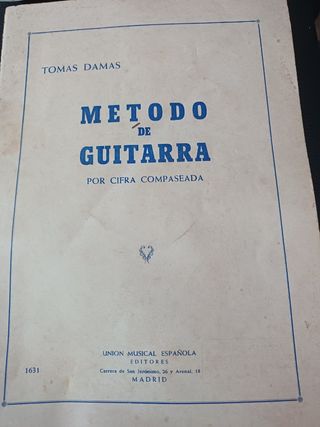 TOMAS DAMAS
METODO
DE
GUITARRA
POR CIFRA COMPASEADA
UNION MUSICAL ESPAÑOLA
EDITORES
Carrera de San Jerónimo, 26 y Arenal, 18
MADRID
1631